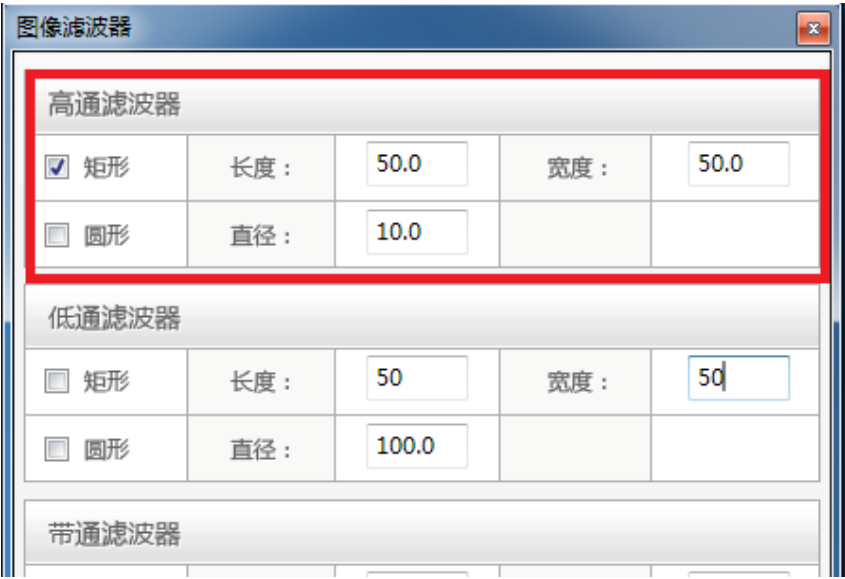 图像滤波器
高通滤波器
矩形 长度： 50.0 宽度： 50.0
圆形 直径： 10.0
低通滤波器
矩形 长度： 50 宽度： 50
圆形 直径： 100.0
带通滤波器